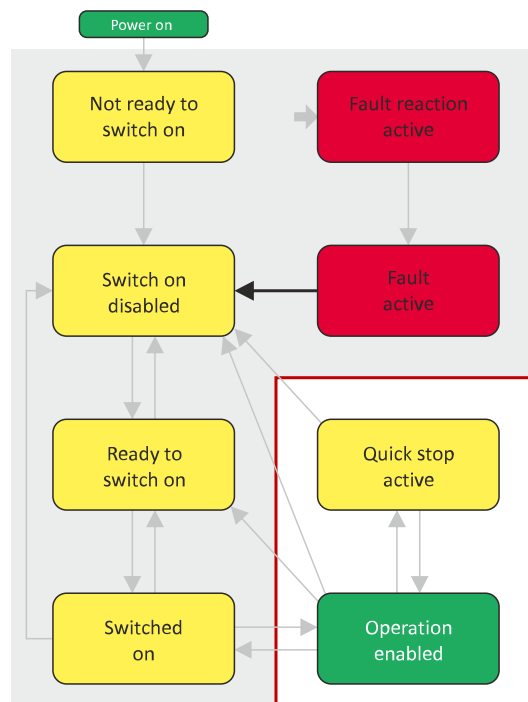 Power on
Not ready to
switch on
Fault reaction
active
Switch on
disabled
Fault
active
Ready to
switch on
Quick stop
active
Switched
on
Operation
enabled